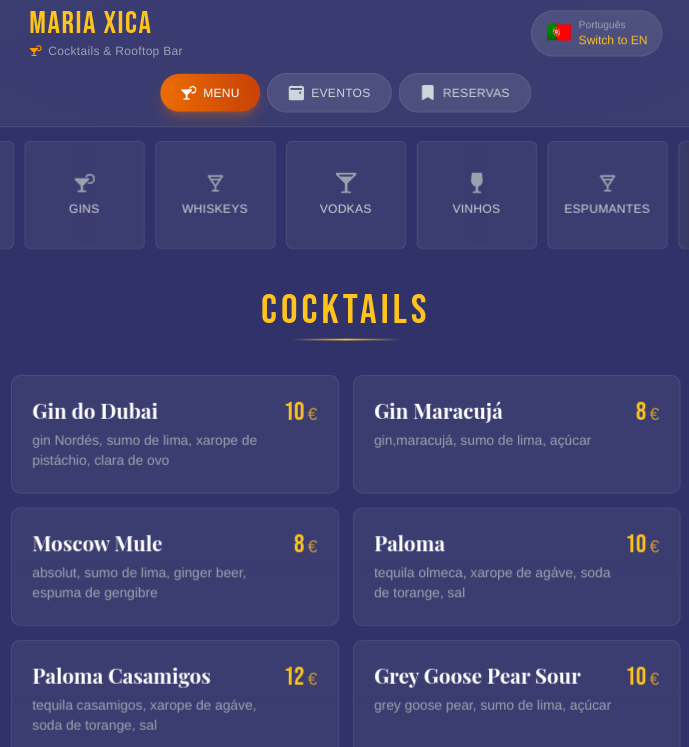 MARIA XICA
Cocktails & Rooftop Bar
Português
Switch to EN
MENU
EVENTOS
RESERVAS
GINS
WHISKEYS
VODKAS
VINHOS
ESPUMANTES
COCKTAILS
Gin do Dubai
10 €
gin Nordés, sumo de lima, xarope de
pistáchio, clara de ovo
Gin Maracujá
8 €
gin,maracujá, sumo de lima, açúcar
Moscow Mule
8 €
absolut, sumo de lima, ginger beer,
espuma de gengibre
Paloma
10 €
tequila olmeca, xarope de agáve, soda
de torange, sal
Paloma Casamigos
12 €
tequila casamigos, xarope de agáve,
soda de torange, sal
Grey Goose Pear Sour
10 €
grey goose pear, sumo de lima, açúcar